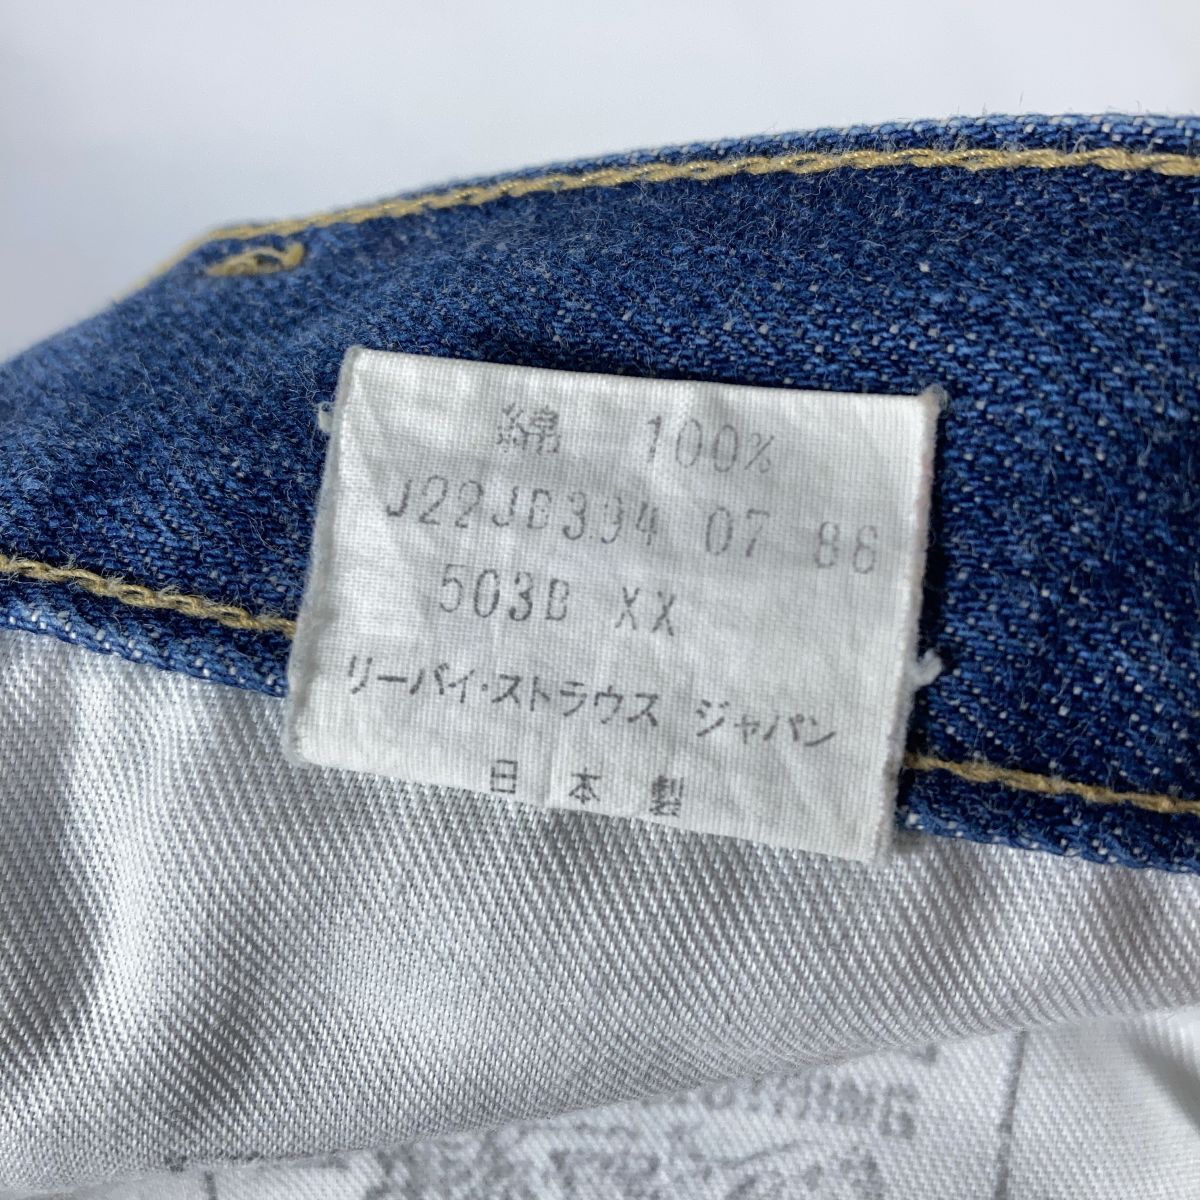 綿 100%
J22JB394 07 86
503B XX
リーバイ・ストラウス ジャパン
日本製